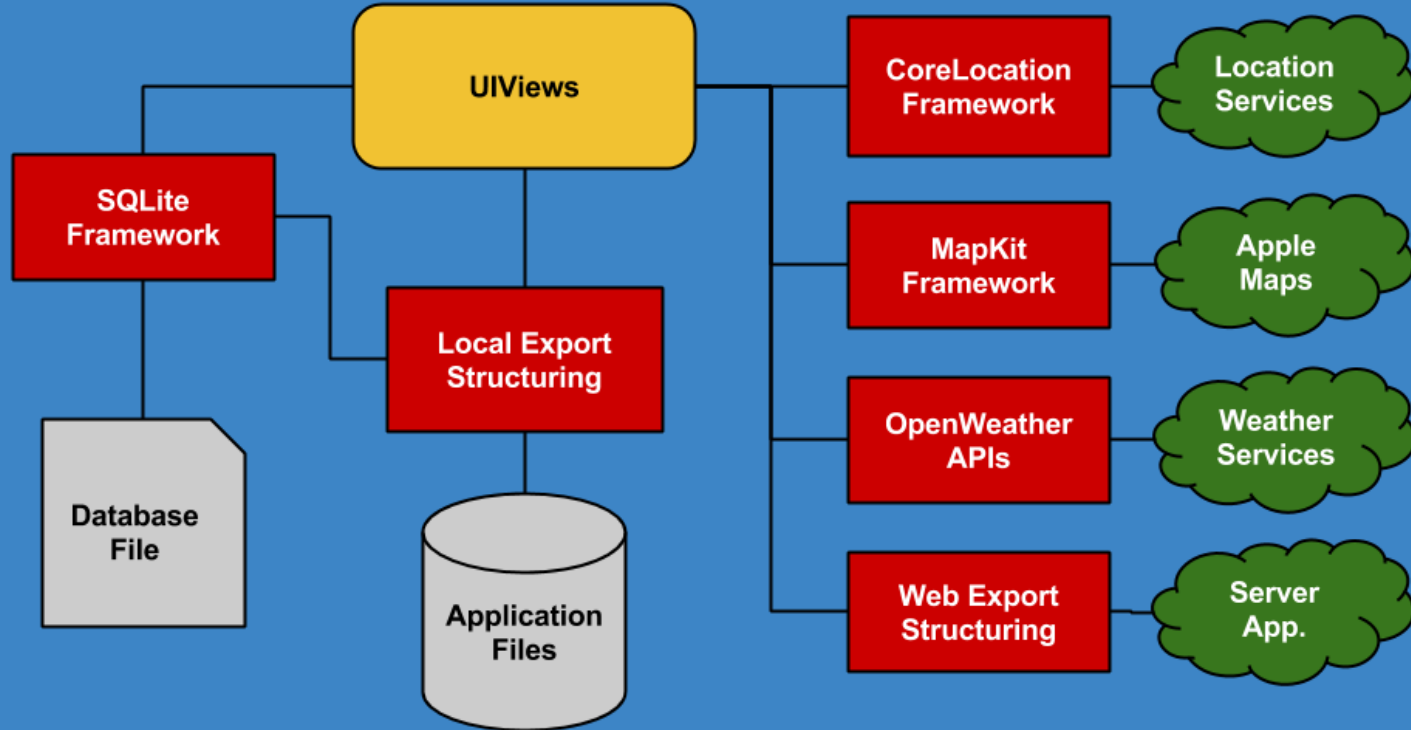 UIViews
CoreLocation
Framework
Location
Services
SQLite
Framework
MapKit
Framework
Apple
Maps
Local Export
Structuring
OpenWeather
APIs
Weather
Services
Database
File
Application
Files
Web Export
Structuring
Server
App.